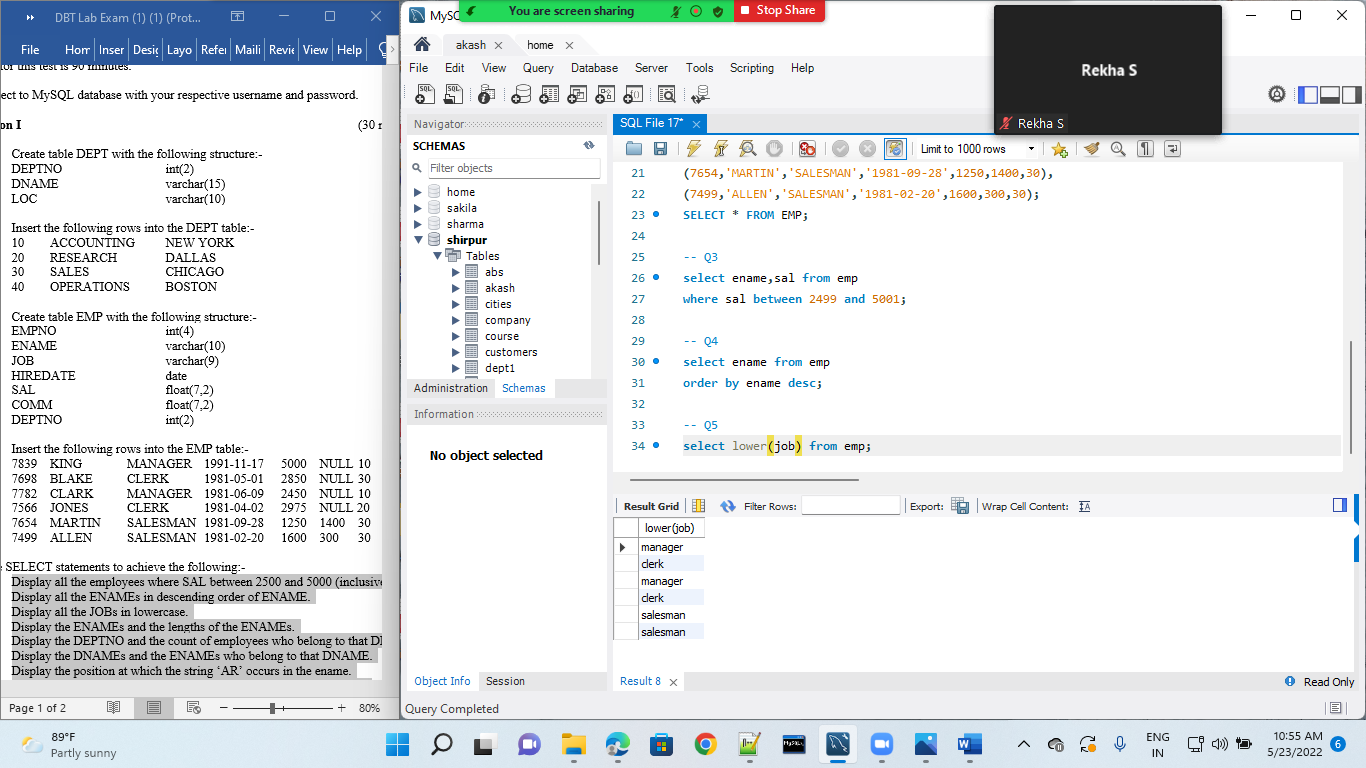 DBT Lab Exam (1) (1) (Prot...
File Hom Inser Desig Layo Refer Maili Revie View Help
for this test is 90 minutes.
ect to MySQL database with your respective username and password.
on I (30 m
Create table DEPT with the following structure:-
DEPTNO int(2)
DNAME varchar(15)
LOC varchar(10)
Insert the following rows into the DEPT table:-
10 ACCOUNTING NEW YORK
20 RESEARCH DALLAS
30 SALES CHICAGO
40 OPERATIONS BOSTON
Create table EMP with the following structure:-
EMPNO int(4)
ENAME varchar(10)
JOB varchar(9)
HIREDATE date
SAL float(7,2)
COMM float(7,2)
DEPTNO int(2)
Insert the following rows into the EMP table:-
7839 KING MANAGER 1991-11-17 5000 NULL 10
7698 BLAKE CLERK 1981-05-01 2850 NULL 30
7782 CLARK MANAGER 1981-06-09 2450 NULL 10
7566 JONES CLERK 1981-04-02 2975 NULL 20
7654 MARTIN SALESMAN 1981-09-28 1250 1400 30
7499 ALLEN SALESMAN 1981-02-20 1600 300 30
SELECT statements to achieve the following:-
Display all the employees where SAL between 2500 and 5000 (inclusive
Display all the ENAMEs in descending order of ENAME.
Display all the JOBs in lowercase.
Display the ENAMEs and the lengths of the ENAMEs.
Display the DEPTNO and the count of employees who belong to that DE
Display the DNAMEs and the ENAMEs who belong to that DNAME.
Display the position at which the string ‘AR’ occurs in the ename.
Page 1 of 2 80%
You are screen sharing Stop Share
MySQ
akash home
File Edit View Query Database Server Tools Scripting Help
Rekha S
Rekha S
Navigator
SCHEMAS
Filter objects
home
sakila
sharma
shirpur
Tables
abs
akash
cities
company
course
customers
dept1
Administration Schemas
Information
No object selected
Object Info Session
SQL File 17*
Limit to 1000 rows
21 (7654,'MARTIN','SALESMAN','1981-09-28',1250,1400,30),
22 (7499,'ALLEN','SALESMAN','1981-02-20',1600,300,30);
23 SELECT * FROM EMP;
24
25 -- Q3
26 select ename,sal from emp
27 where sal between 2499 and 5001;
28
29 -- Q4
30 select ename from emp
31 order by ename desc;
32
33 -- Q5
34 select lower(job) from emp;
Result Grid Filter Rows: Export: Wrap Cell Content:
lower(job)
manager
clerk
manager
clerk
salesman
salesman
Result 8 Read Only
Query Completed
89°F
Partly sunny
ENG
IN
10:55 AM
5/23/2022
6